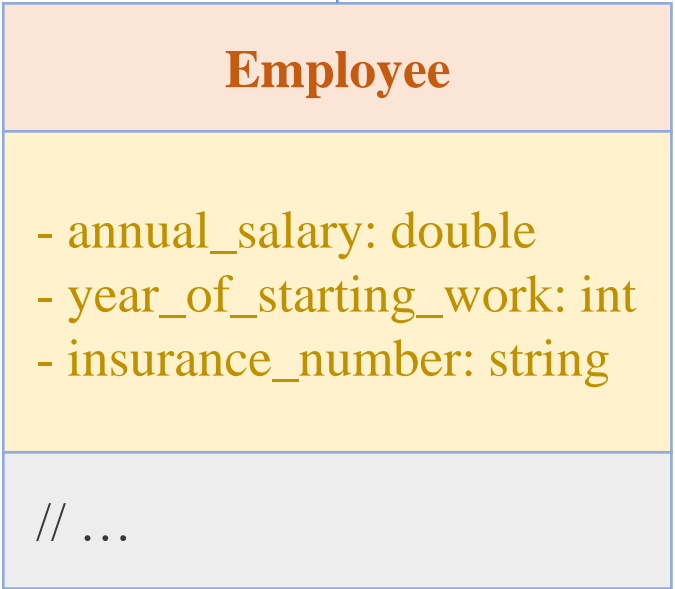 Employee
- annual_salary: double
- year_of_starting_work: int
- insurance_number: string
// …